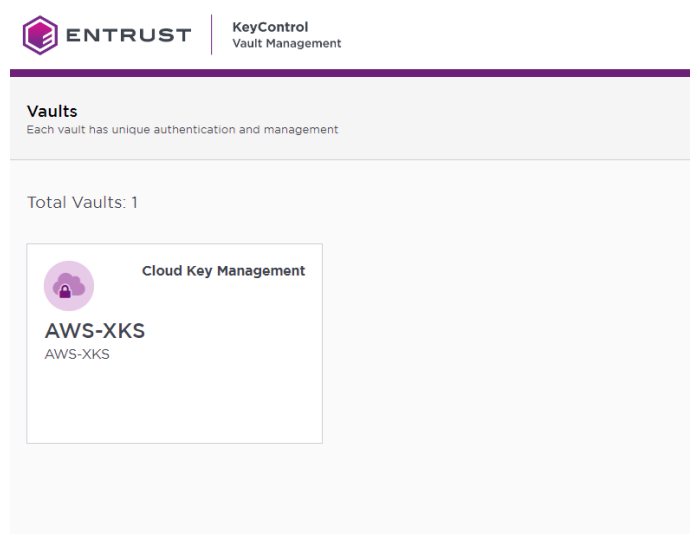 ENTRUST
KeyControl
Vault Management
Vaults
Each vault has unique authentication and management
Total Vaults: 1
Cloud Key Management
AWS-XKS
AWS-XKS